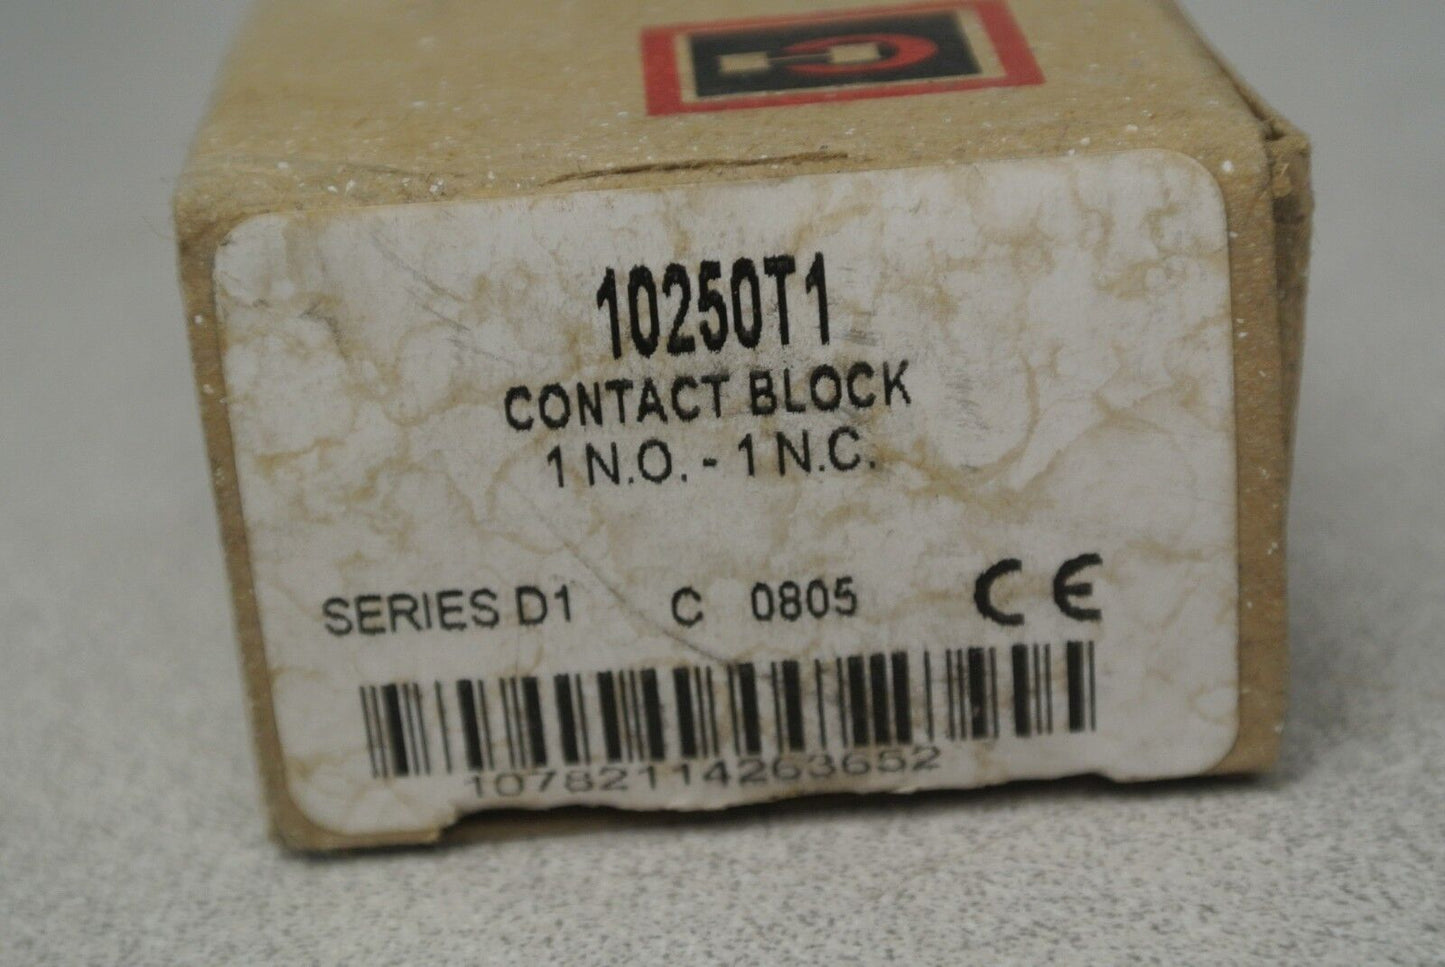 10250T1
CONTACT BLOCK
1 N.O. - 1 N.C.
SERIES D1 C 0805 CE
10782114263652